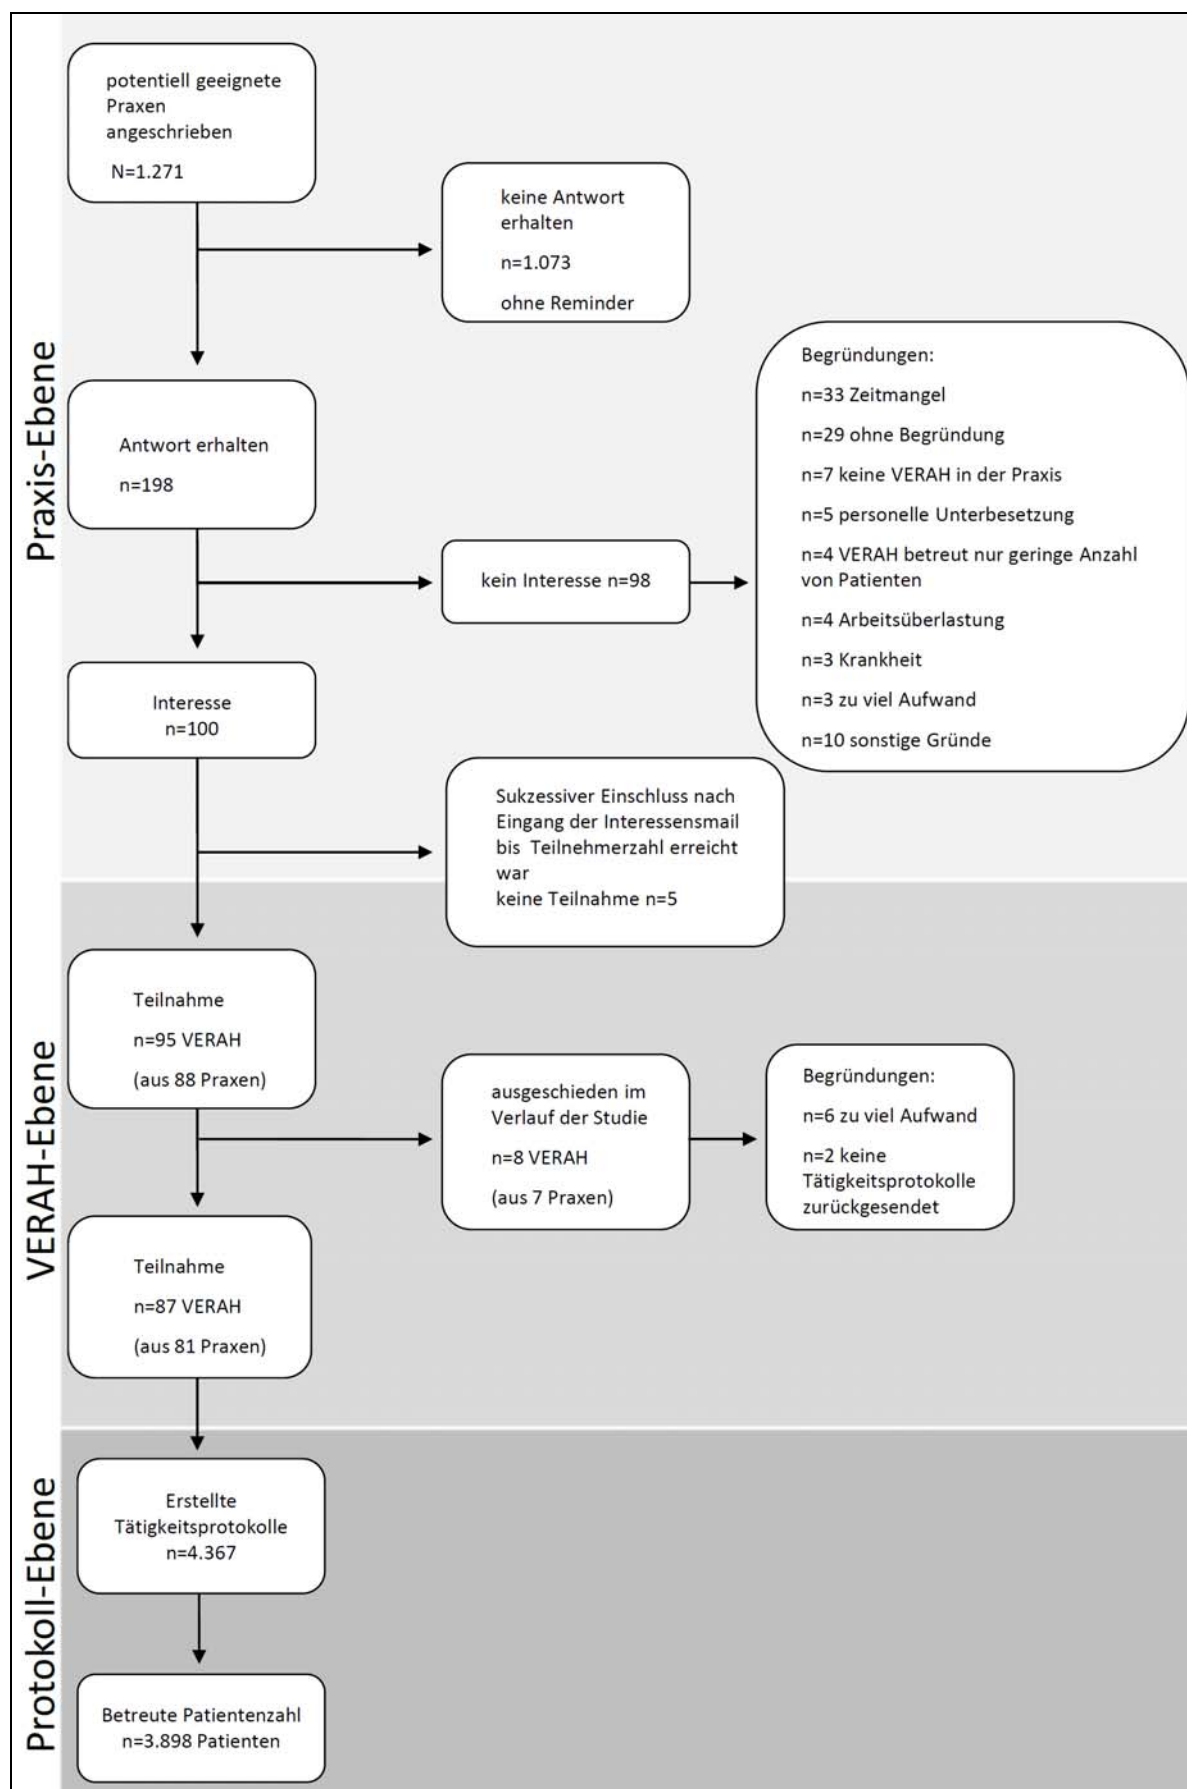 Praxis-Ebene
potentiell geeignete
Praxen
angeschrieben
N=1.271
keine Antwort
erhalten
n=1.073
ohne Reminder
Antwort erhalten
n=198
kein Interesse n=98
Begründungen:
n=33 Zeitmangel
n=29 ohne Begründung
n=7 keine VERAH in der Praxis
n=5 personelle Unterbesetzung
n=4 VERAH betreut nur geringe Anzahl
von Patienten
n=4 Arbeitsüberlastung
n=3 Krankheit
n=3 zu viel Aufwand
n=10 sonstige Gründe
Interesse
n=100
Sukzessiver Einschluss nach
Eingang der Interessensmail
bis Teilnehmerzahl erreicht
war
keine Teilnahme n=5
VERAH-Ebene
Teilnahme
n=95 VERAH
(aus 88 Praxen)
ausgeschieden im
Verlauf der Studie
n=8 VERAH
(aus 7 Praxen)
Begründungen:
n=6 zu viel Aufwand
n=2 keine
Tätigkeitsprotokolle
zurückgesendet
Teilnahme
n=87 VERAH
(aus 81 Praxen)
Protokoll-Ebene
Erstellte
Tätigkeitsprotokolle
n=4.367
Betreute Patientenzahl
n=3.898 Patienten